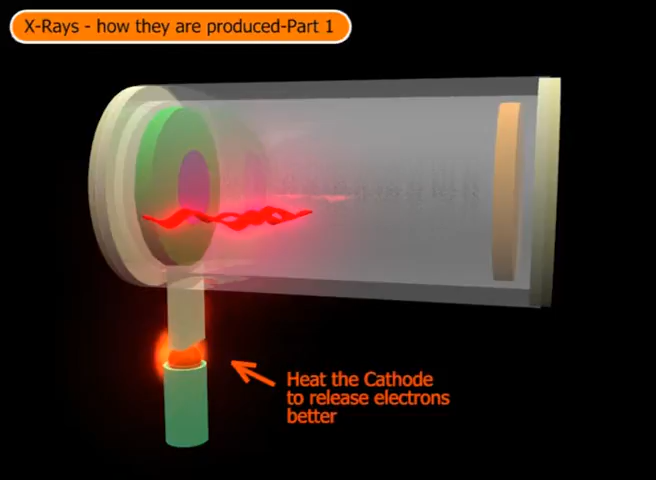 X-Rays - how they are produced-Part 1
Heat the Cathode
to release electrons
better